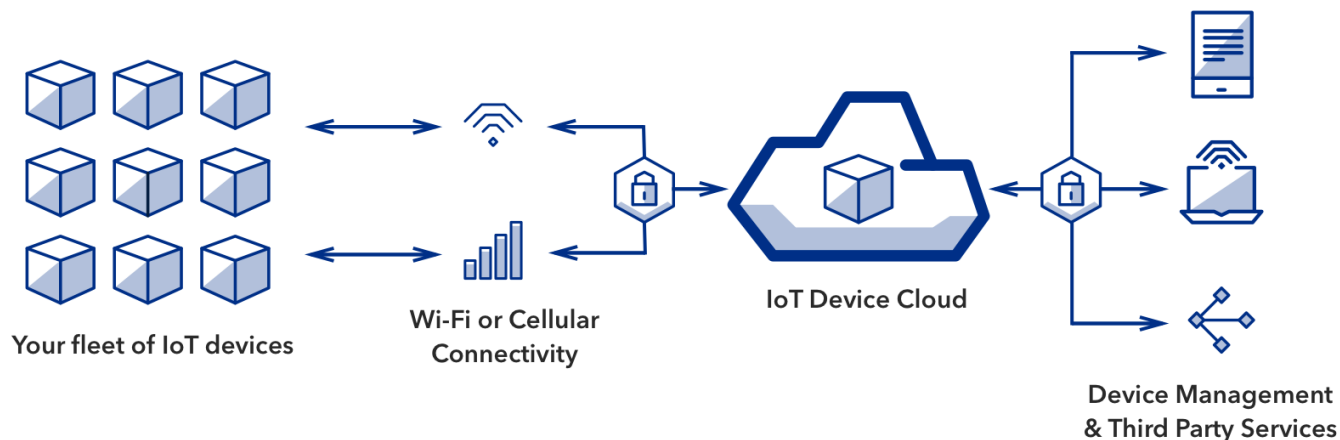 Your fleet of IoT devices
Wi-Fi or Cellular
Connectivity
IoT Device Cloud
Device Management
& Third Party Services